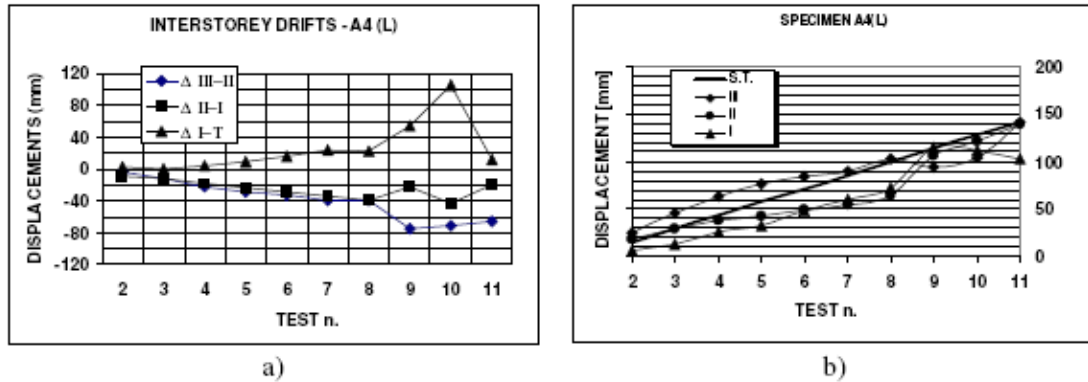 INTERSTOREY DRIFTS - A4 (L)
DISPLACEMENTS (mm)
120
80
40
0
-40
-80
-120
Δ III–II
Δ II–I
Δ I–T
2 3 4 5 6 7 8 9 10 11
TEST n.
a)
SPECIMEN A4(L)
DISPLACEMENT [mm]
S.T.
III
II
I
200
150
100
50
0
2 3 4 5 6 7 8 9 10 11
TEST n.
b)